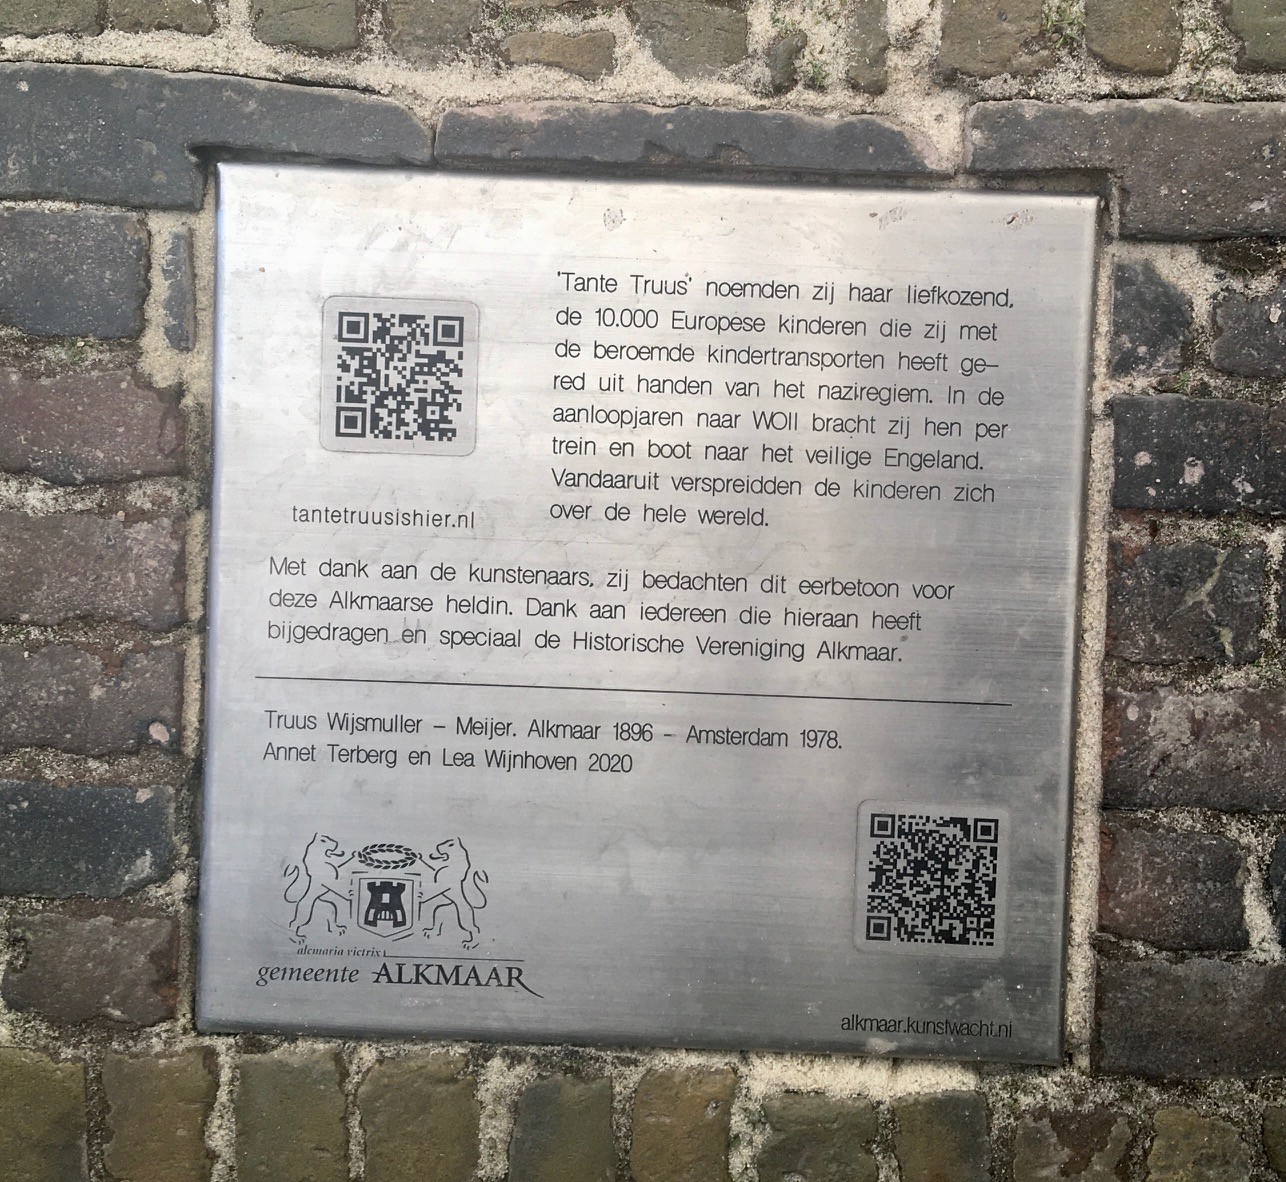 'Tante Truus' noemden zij haar liefkozend,
de 10.000 Europese kinderen die zij met
de beroemde kindertransporten heeft ge–
red uit handen van het naziregiem. In de
aanloopjaren naar WOII bracht zij hen per
trein en boot naar het veilige Engeland.
Vandaaruit verspreidden de kinderen zich
over de hele wereld.
tantetruusishier.nl
Met dank aan de kunstenaars, zij bedachten dit eerbetoon voor
deze Alkmaarse heldin. Dank aan iedereen die hieraan heeft
bijgedragen en speciaal de Historische Vereniging Alkmaar.
Truus Wijsmuller – Meijer. Alkmaar 1896 – Amsterdam 1978.
Annet Terberg en Lea Wijnhoven 2020
alcmaria victrix
gemeente ALKMAAR
alkmaar.kunstwacht.nl